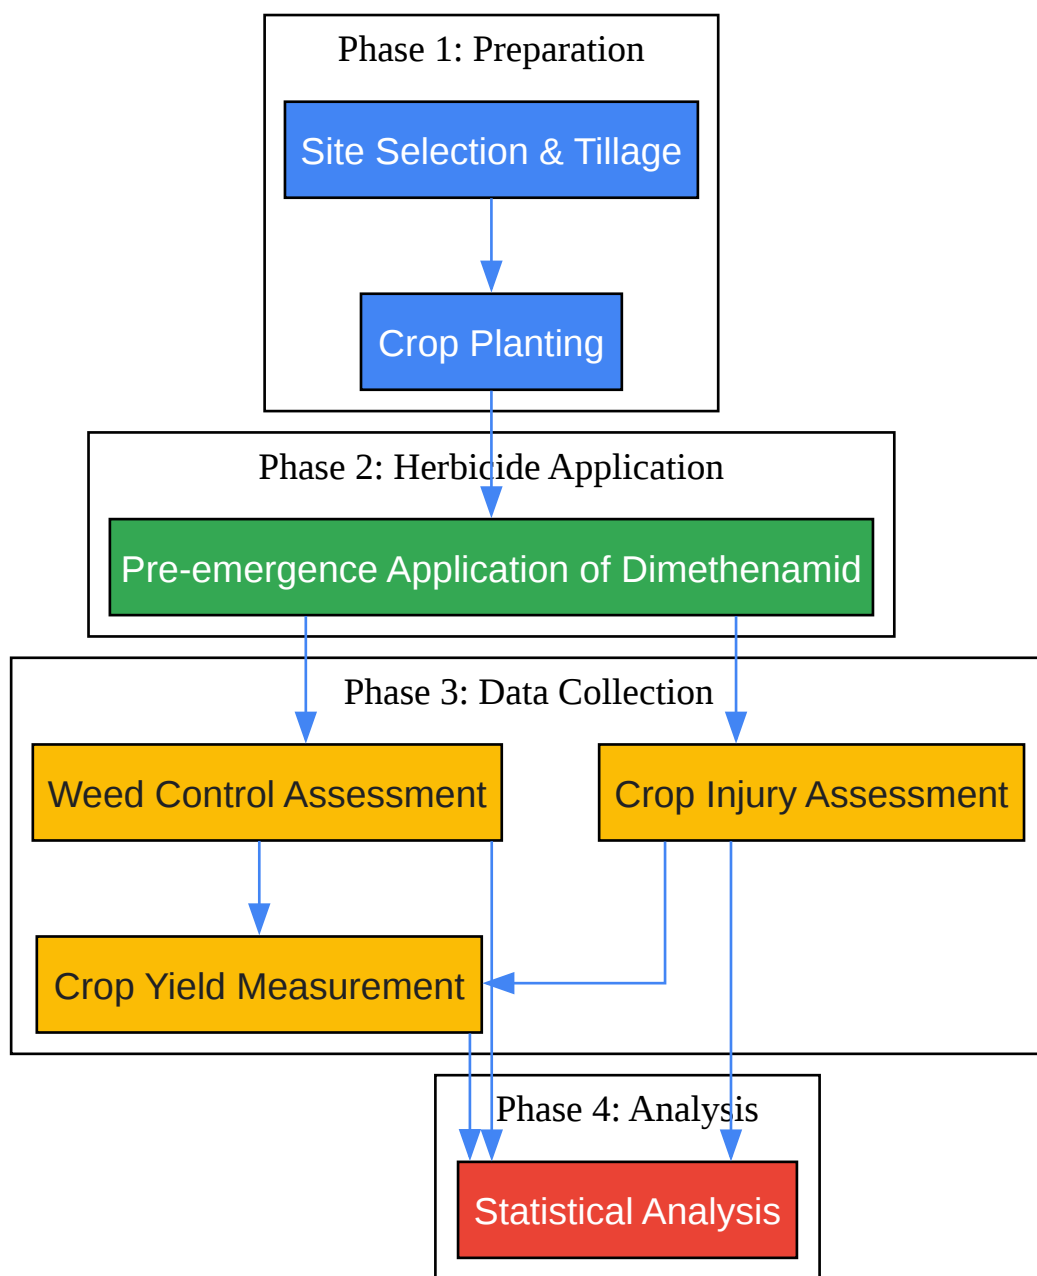 Phase 1: Preparation
Site Selection & Tillage
Crop Planting
Phase 2: Herbicide Application
Pre-emergence Application of Dimethenamid
Phase 3: Data Collection
Weed Control Assessment
Crop Injury Assessment
Crop Yield Measurement
Phase 4: Analysis
Statistical Analysis